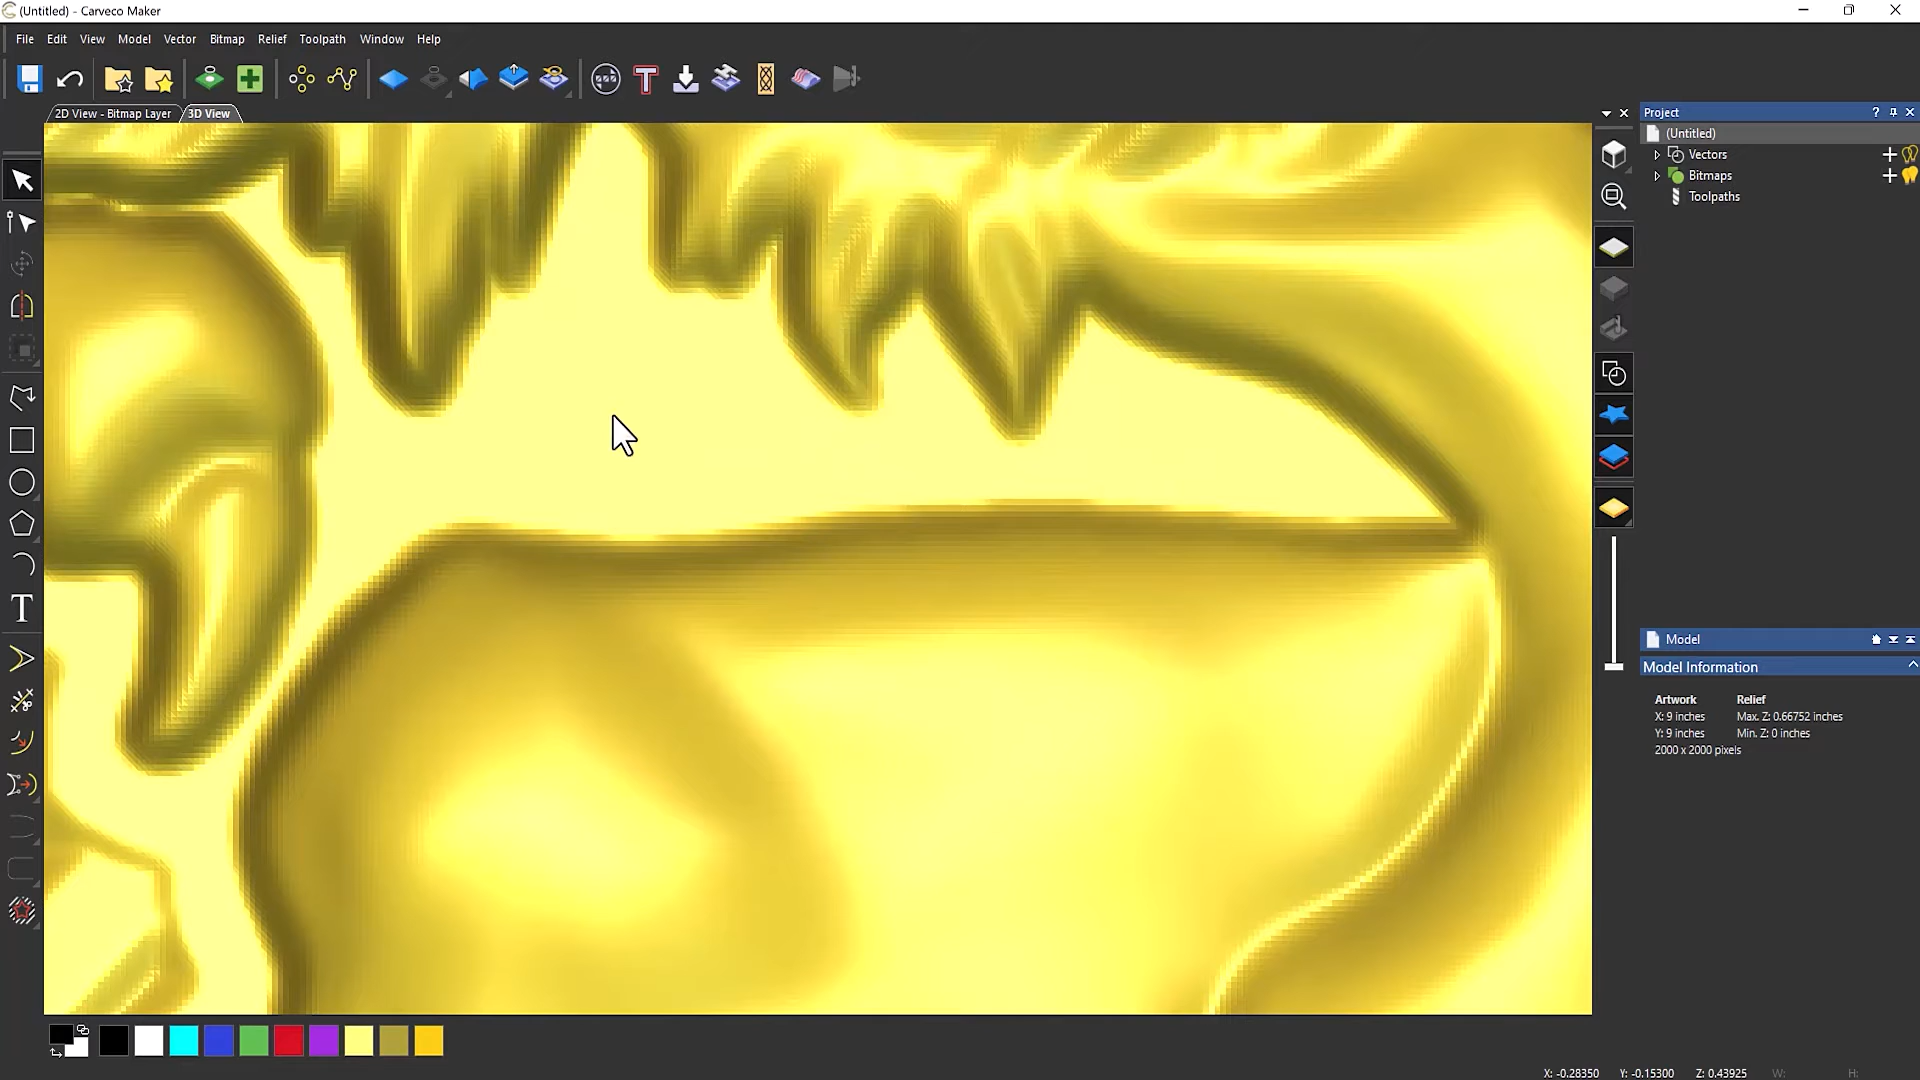 (Untitled) - Carveco Maker
File Edit View Model Vector Bitmap Relief Toolpath Window Help
2D View - Bitmap Layer 3D View
Project
(Untitled)
Vectors
Bitmaps
Toolpaths
Model
Model Information
Artwork Relief
X: 9 inches Max. Z: 0.66752 inches
Y: 9 inches Min. Z: 0 inches
2000 x 2000 pixels
X: -0.28350 Y: -0.15300 Z: 0.43925 W: H: